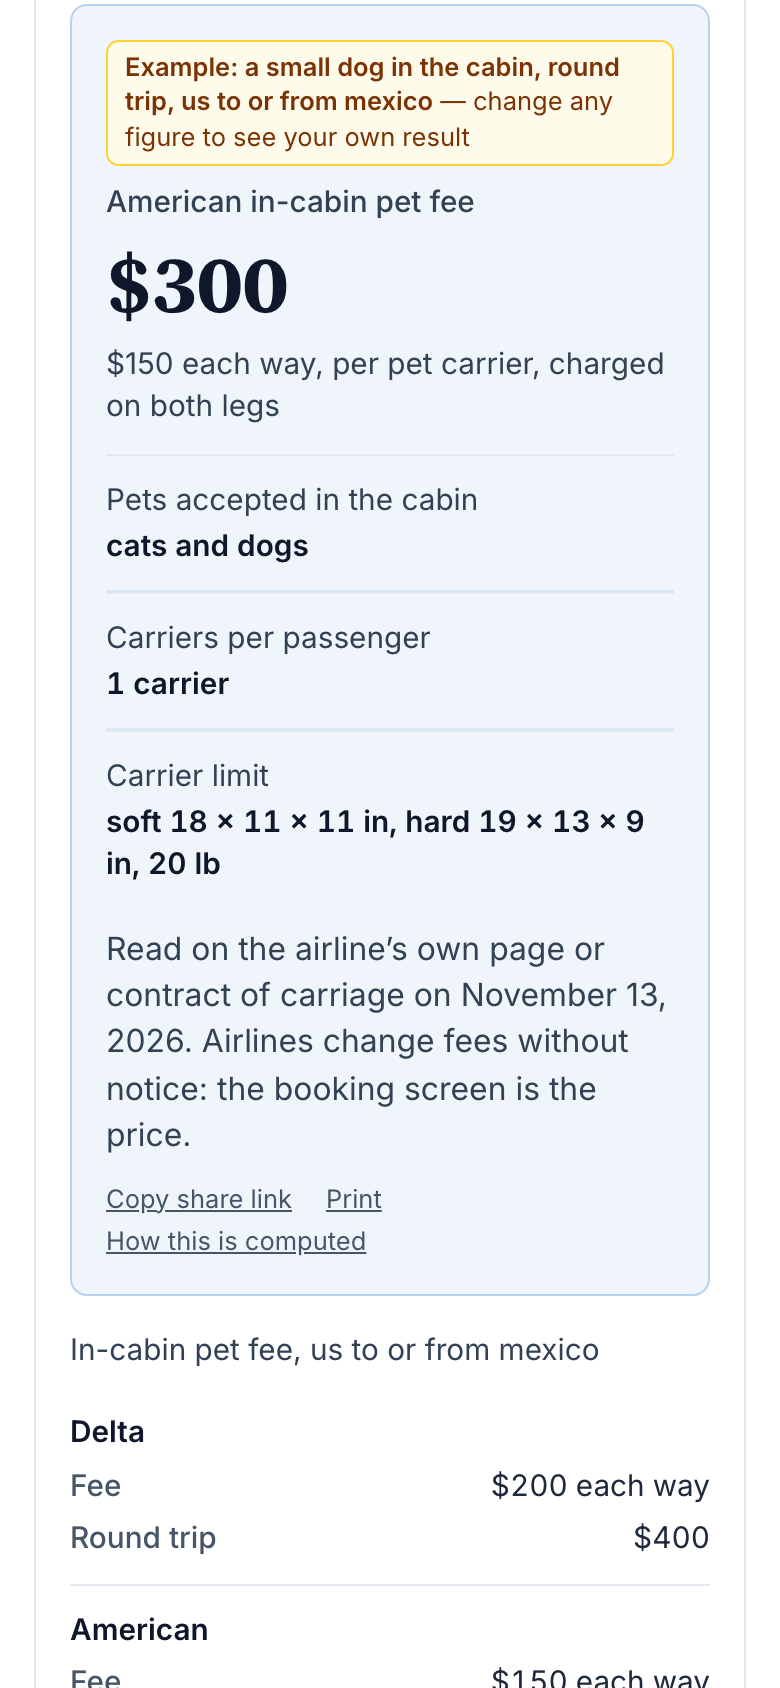 Example: a small dog in the cabin, round
trip, us to or from mexico — change any
figure to see your own result
American in-cabin pet fee
$300
$150 each way, per pet carrier, charged
on both legs
Pets accepted in the cabin
cats and dogs
Carriers per passenger
1 carrier
Carrier limit
soft 18 × 11 × 11 in, hard 19 × 13 × 9
in, 20 lb
Read on the airline’s own page or
contract of carriage on November 13,
2026. Airlines change fees without
notice: the booking screen is the
price.
Copy share link Print
How this is computed
In-cabin pet fee, us to or from mexico
Delta
Fee $200 each way
Round trip $400
American
Fee $150 each way